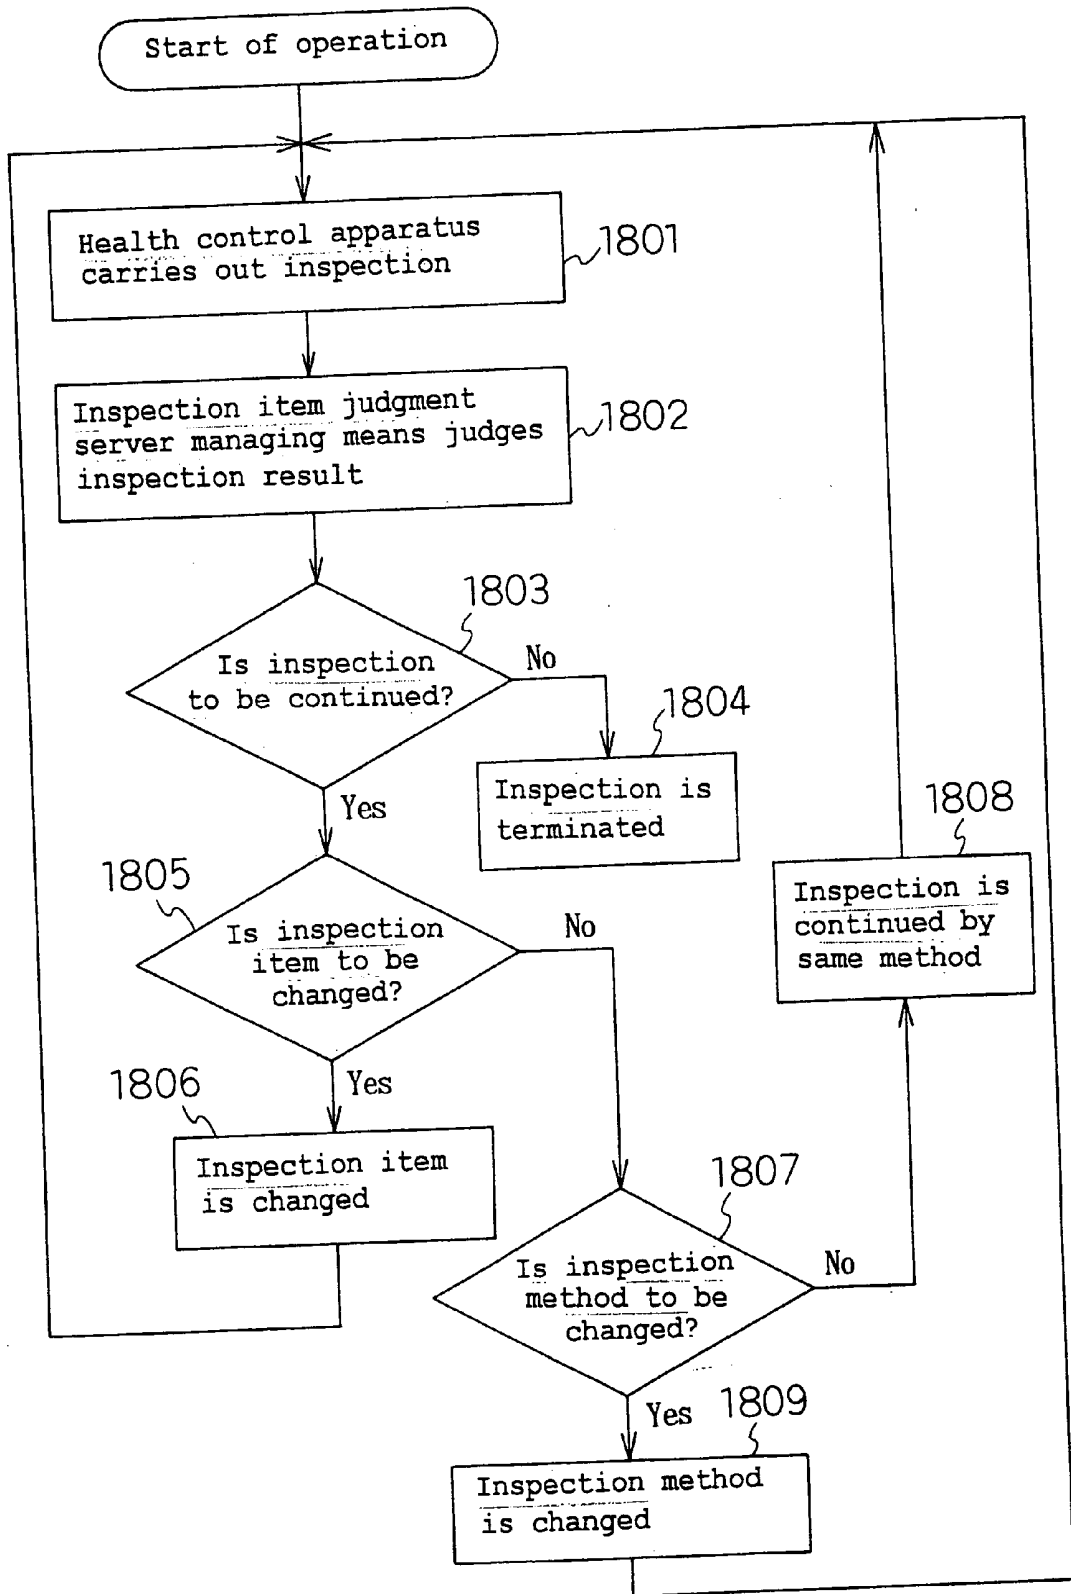 Start of operation
Health control apparatus
carries out inspection
1801
Inspection item judgment
server managing means judges
inspection result
1802
1803
Is inspection
to be continued?
No
1804
Inspection is
terminated
Yes
1805
Is inspection
item to be
changed?
No
1808
Inspection is
continued by
same method
Yes
1806
Inspection item
is changed
1807
Is inspection
method to be
changed?
No
Yes
1809
Inspection method
is changed